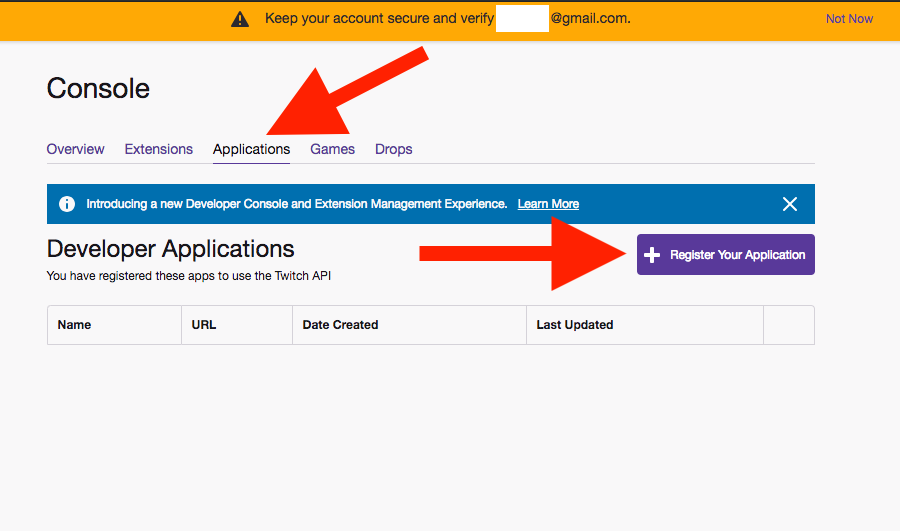 Keep your account secure and verify @gmail.com. Not Now
Console
Overview Extensions Applications Games Drops
Introducing a new Developer Console and Extension Management Experience. Learn More
Developer Applications
Register Your Application
You have registered these apps to use the Twitch API
Name URL Date Created Last Updated